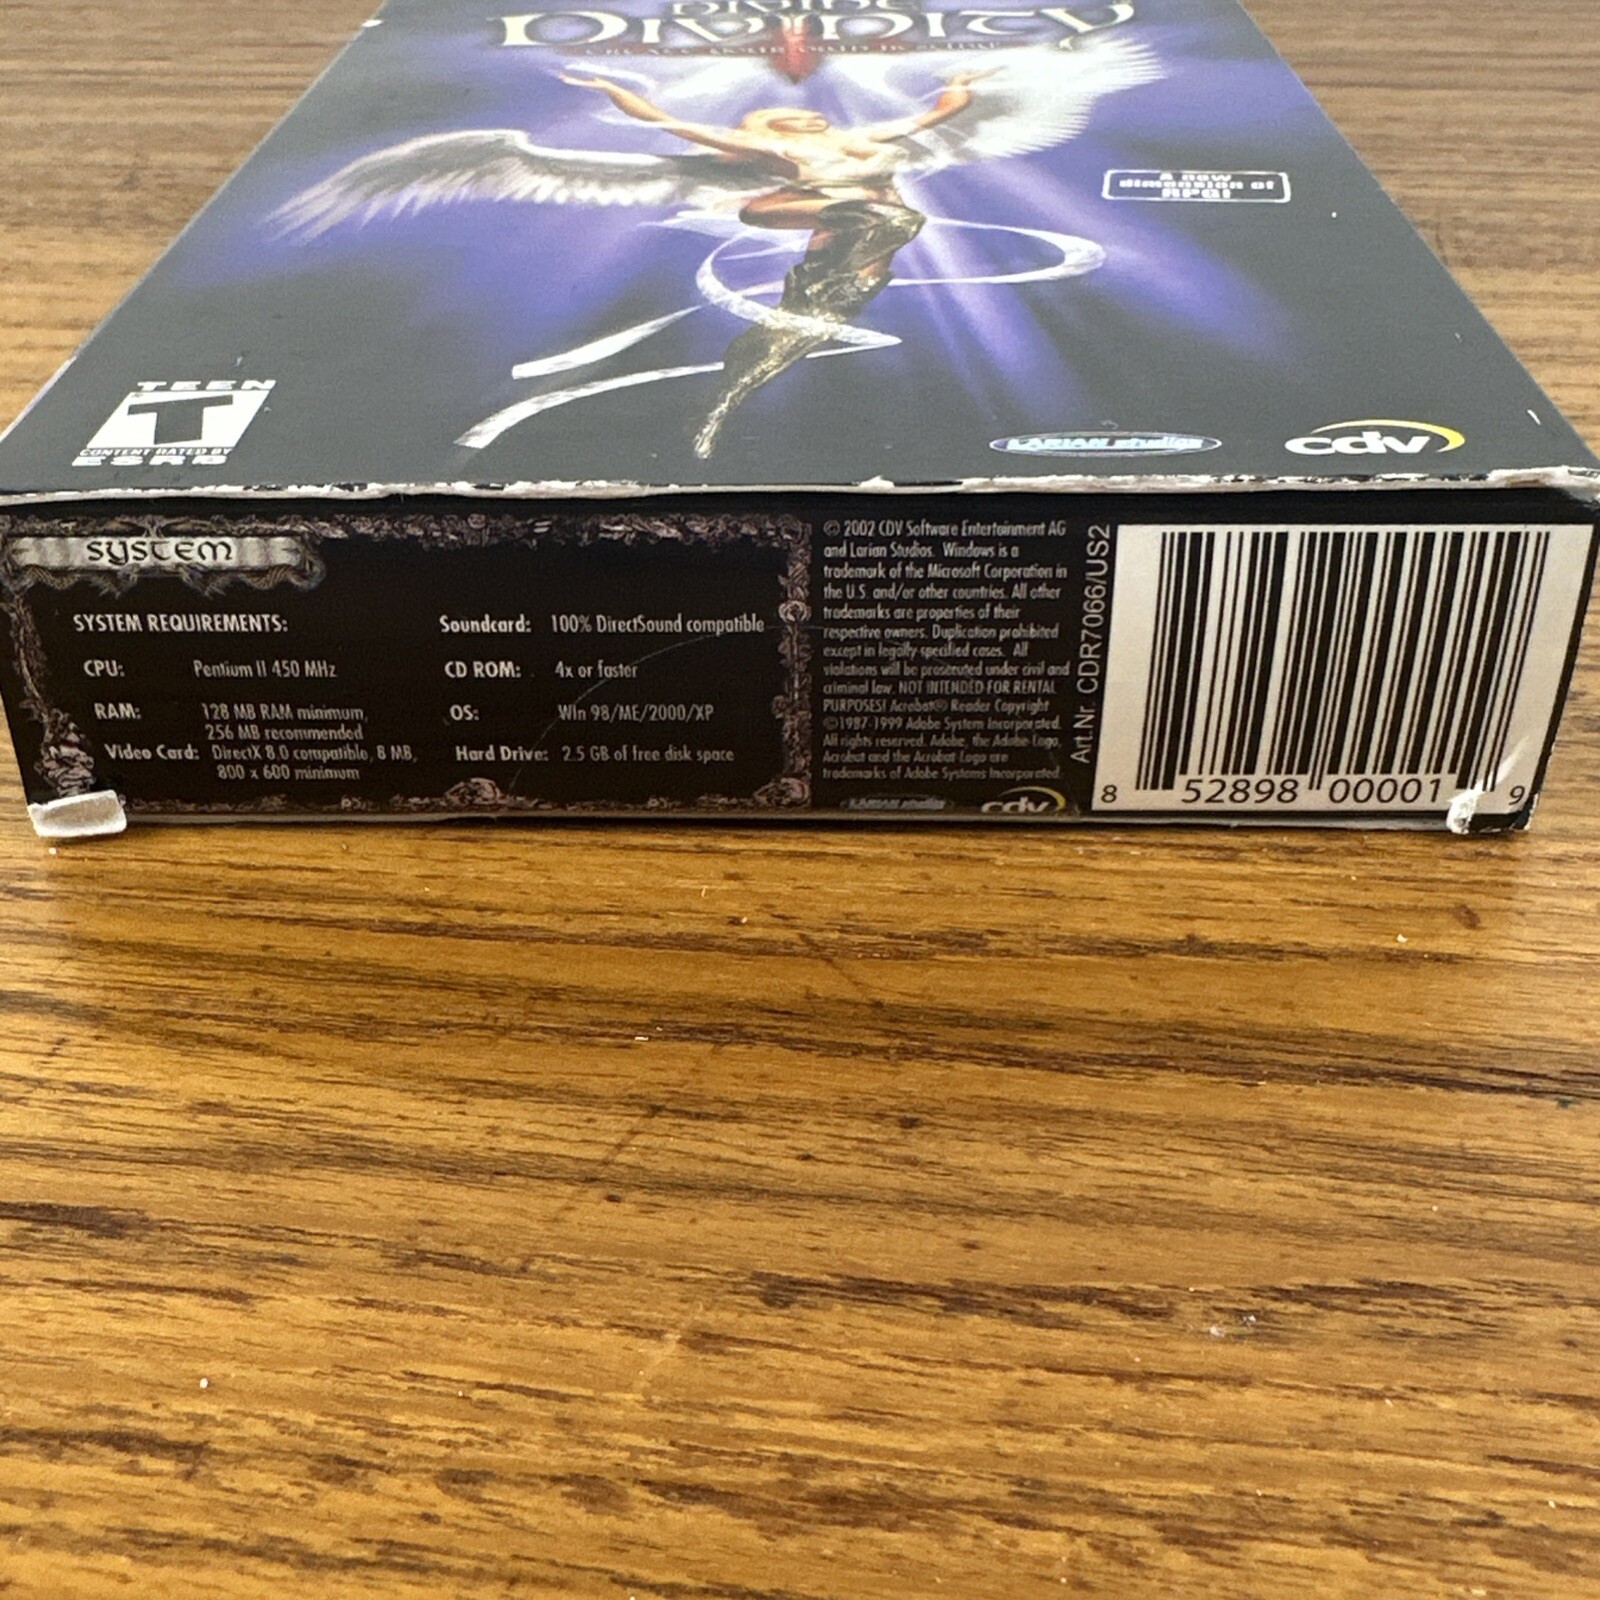 DIVINE
DIVINITY
A new
dimension of
RPG!
TEEN
T
CONTENT RATED BY
ESRB
LARIAN studios
cdv
SYSTEM
SYSTEM REQUIREMENTS:
CPU: Pentium II 450 MHz
RAM: 128 MB RAM minimum,
256 MB recommended
Video Card: DirectX 8.0 compatible, 8 MB,
800 x 600 minimum
Soundcard: 100% DirectSound compatible
CD ROM: 4x or faster
OS: Win 98/ME/2000/XP
Hard Drive: 2.5 GB of free disk space
© 2002 CDV Software Entertainment AG
and Larian Studios. Windows is a
trademark of the Microsoft Corporation in
the U.S. and/or other countries. All other
trademarks are properties of their
respective owners. Duplication prohibited
except in legally-specified cases. All
violations will be prosecuted under civil and
criminal law. NOT INTENDED FOR RENTAL
PURPOSES! Acrobat® Reader Copyright
©1987-1999 Adobe System Incorporated.
All rights reserved. Adobe, the Adobe Logo,
Acrobat and the Acrobat Logo are
trademarks of Adobe Systems Incorporated.
LARIAN studios
cdv
Art.Nr. CDR7066/US2
8 52898 00001 9